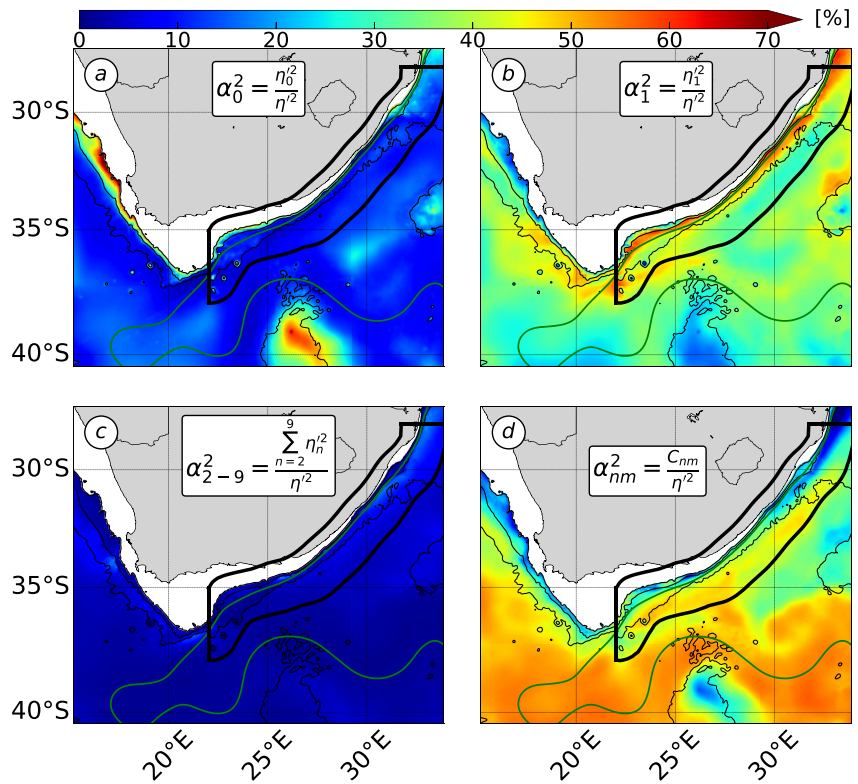 0 10 20 30 40 50 60 70 [%]
a α₀² = η₀′² / η′²
b α₁² = η₁′² / η′²
30°S
35°S
40°S
c α²₂₋₉ = ∑ₙ₌₂⁹ ηₙ′² / η′²
d α²ₙₘ = Cₙₘ / η′²
30°S
35°S
40°S
20°E 25°E 30°E 20°E 25°E 30°E